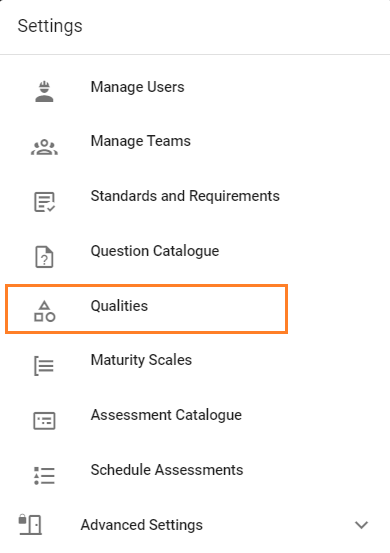 Settings
Manage Users
Manage Teams
Standards and Requirements
Question Catalogue
Qualities
Maturity Scales
Assessment Catalogue
Schedule Assessments
Advanced Settings